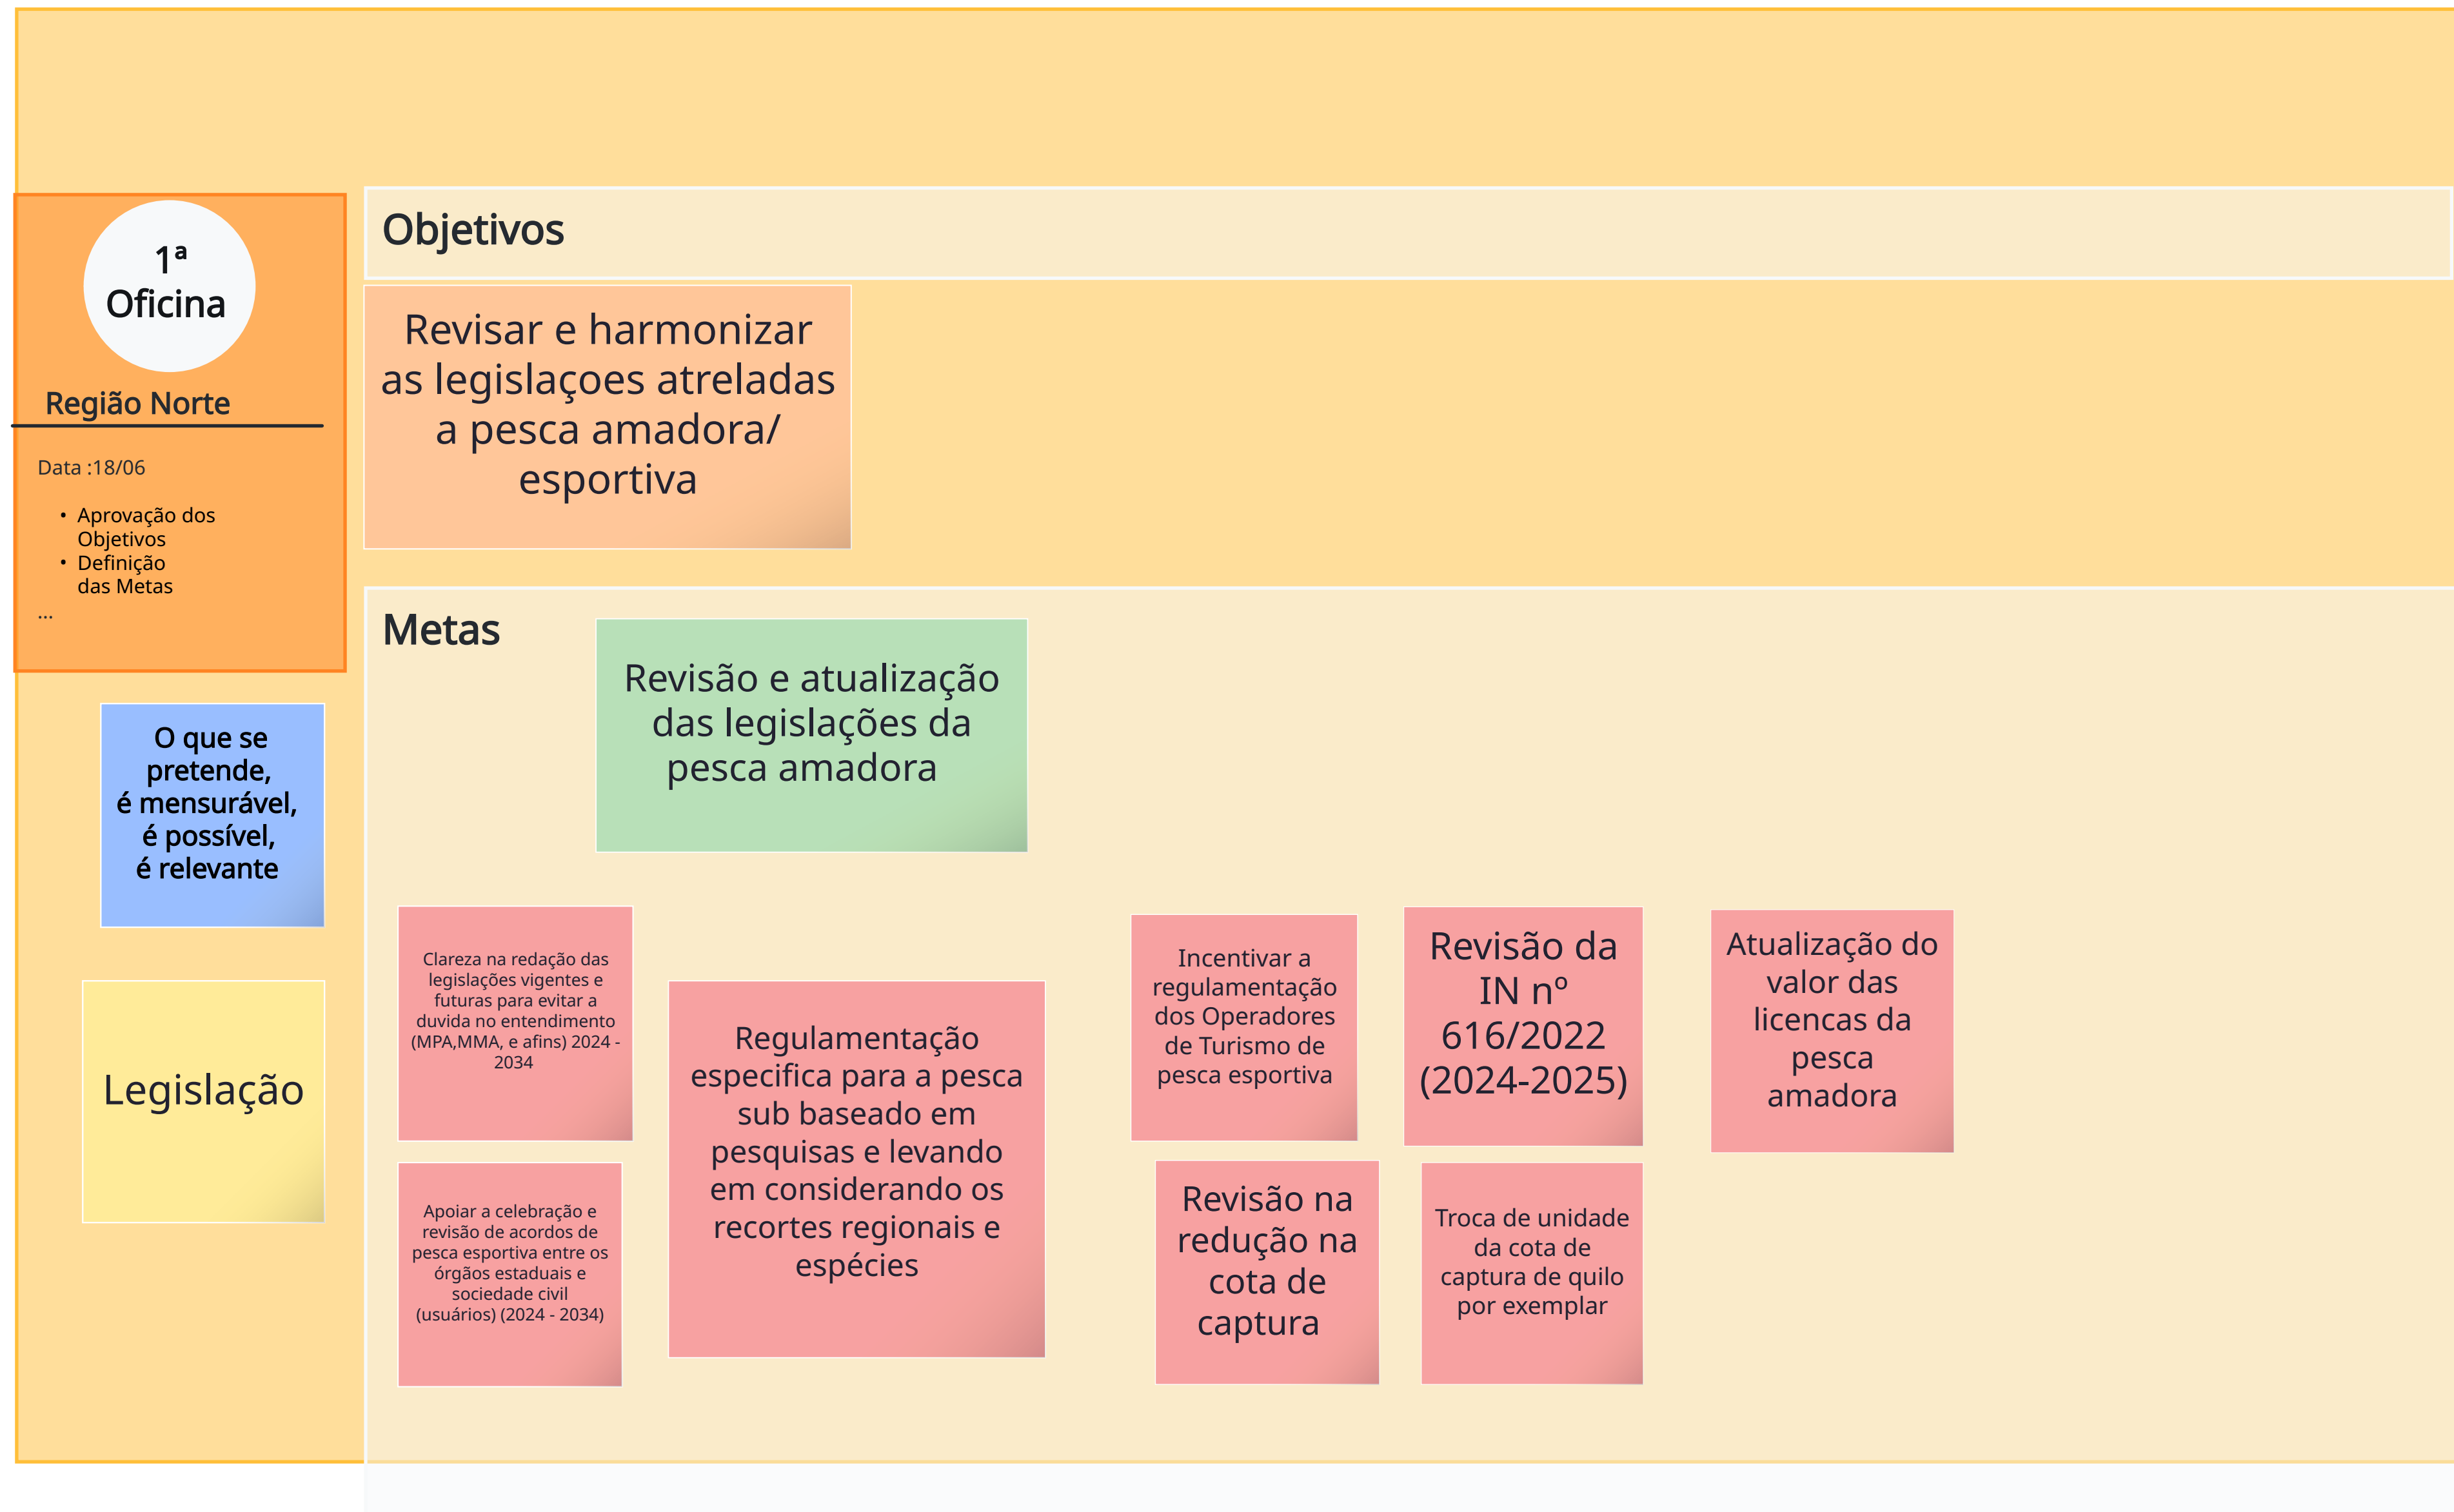 1ª
Oficina
Região Norte
Data :18/06
• Aprovação dos
Objetivos
• Definição
das Metas
...
O que se
pretende,
é mensurável,
é possível,
é relevante
Legislação
Objetivos
Revisar e harmonizar
as legislaçoes atreladas
a pesca amadora/
esportiva
Metas
Revisão e atualização
das legislações da
pesca amadora
Clareza na redação das
legislações vigentes e
futuras para evitar a
duvida no entendimento
(MPA,MMA, e afins) 2024 -
2034
Apoiar a celebração e
revisão de acordos de
pesca esportiva entre os
órgãos estaduais e
sociedade civil
(usuários) (2024 - 2034)
Regulamentação
especifica para a pesca
sub baseado em
pesquisas e levando
em considerando os
recortes regionais e
espécies
Incentivar a
regulamentação
dos Operadores
de Turismo de
pesca esportiva
Revisão na
redução na
cota de
captura
Revisão da
IN nº
616/2022
(2024-2025)
Troca de unidade
da cota de
captura de quilo
por exemplar
Atualização do
valor das
licencas da
pesca
amadora